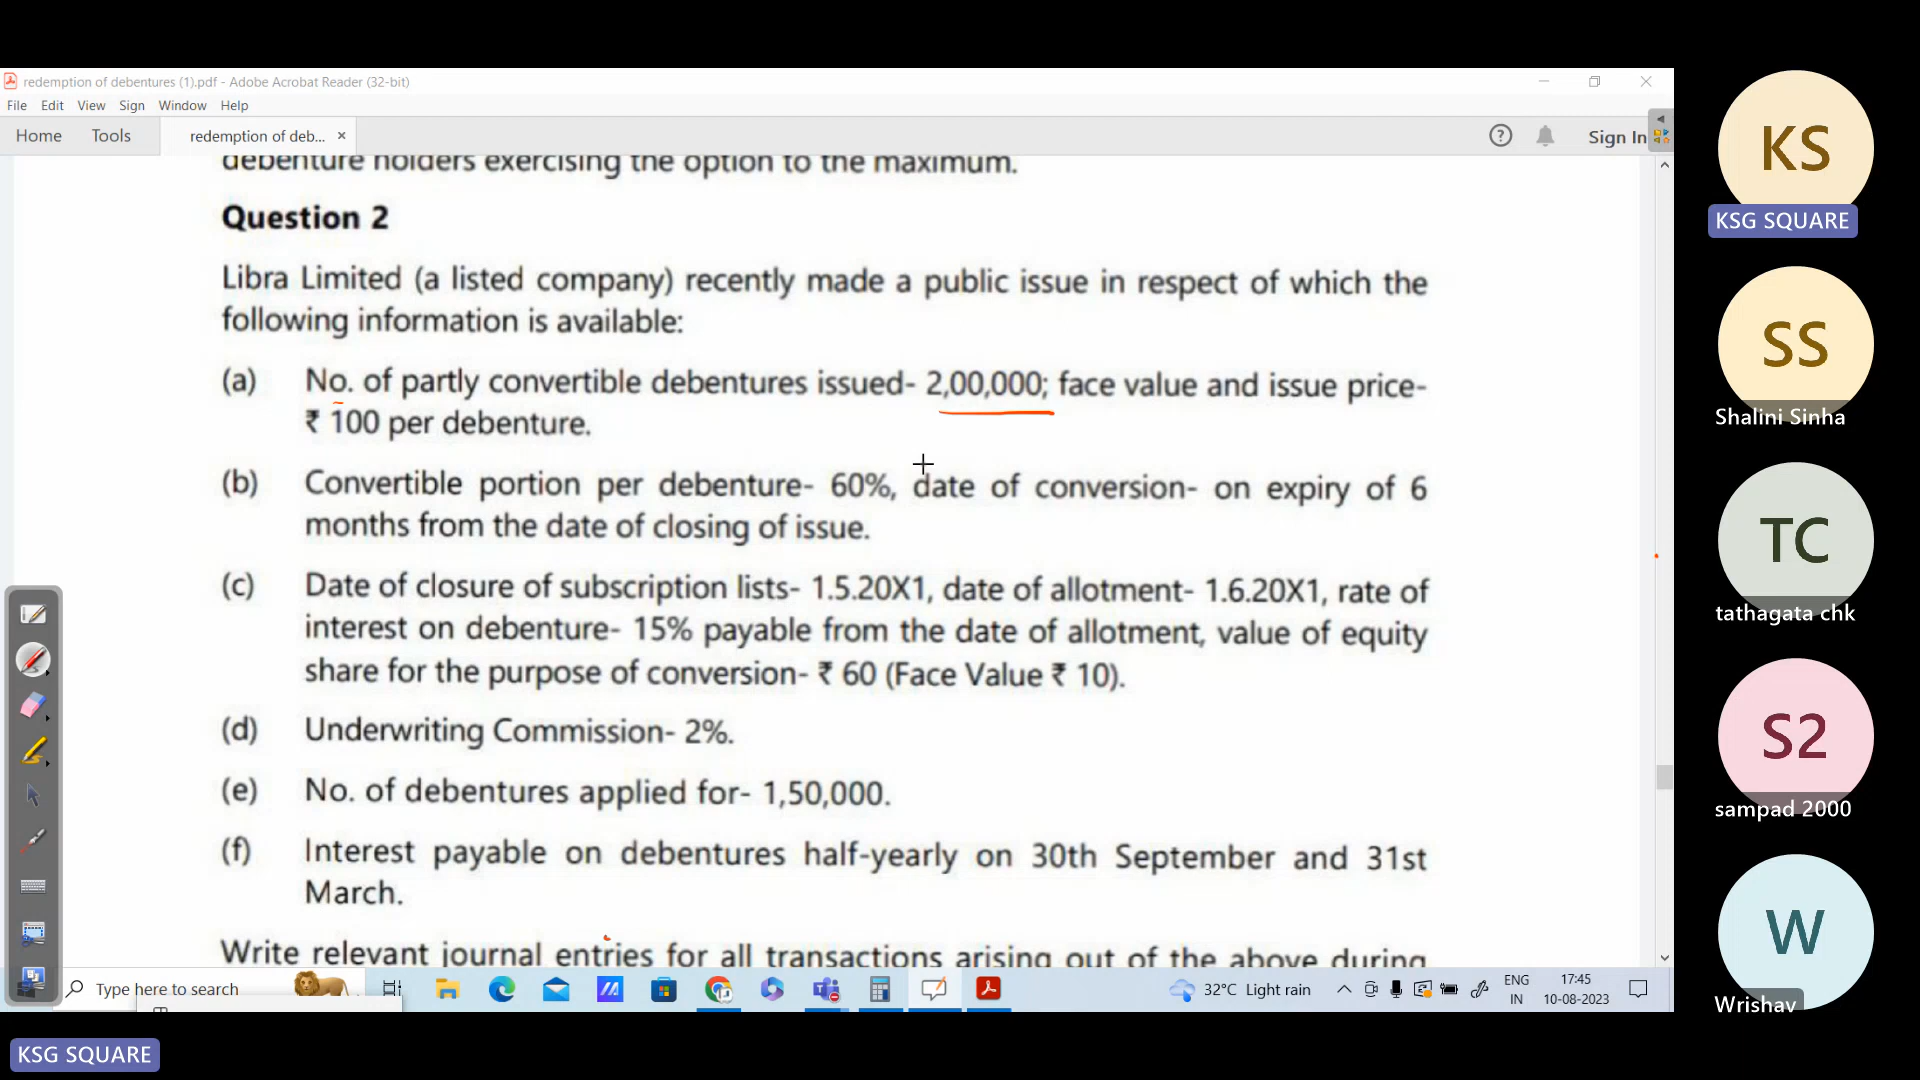 redemption of debentures (1).pdf - Adobe Acrobat Reader (32-bit)
File Edit View Sign Window Help
Home Tools redemption of deb... × Sign In
debenture holders exercising the option to the maximum.
Question 2
Libra Limited (a listed company) recently made a public issue in respect of which the
following information is available:
(a) No. of partly convertible debentures issued- 2,00,000; face value and issue price-
₹ 100 per debenture.
(b) Convertible portion per debenture- 60%, date of conversion- on expiry of 6
months from the date of closing of issue.
(c) Date of closure of subscription lists- 1.5.20X1, date of allotment- 1.6.20X1, rate of
interest on debenture- 15% payable from the date of allotment, value of equity
share for the purpose of conversion- ₹ 60 (Face Value ₹ 10).
(d) Underwriting Commission- 2%.
(e) No. of debentures applied for- 1,50,000.
(f) Interest payable on debentures half-yearly on 30th September and 31st
March.
Write relevant journal entries for all transactions arising out of the above during
Type here to search
32°C Light rain
ENG
IN
17:45
10-08-2023
KS
KSG SQUARE
SS
Shalini Sinha
TC
tathagata chk
S2
sampad 2000
W
Wrishav
KSG SQUARE